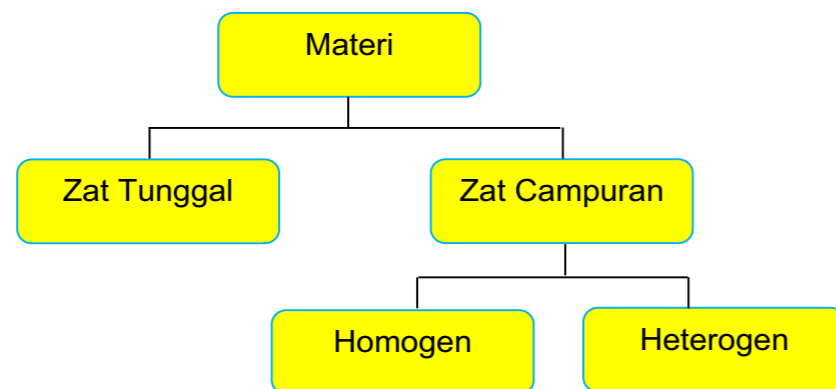 Materi
Zat Tunggal
Zat Campuran
Homogen
Heterogen